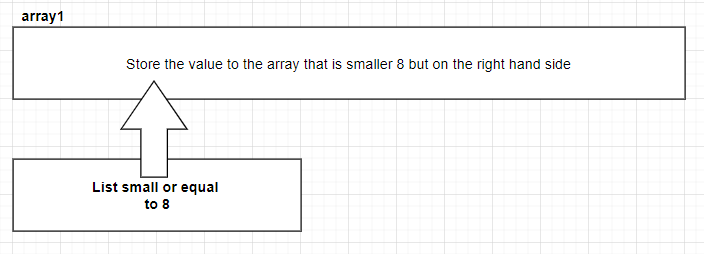 array1
Store the value to the array that is smaller 8 but on the right hand side
List small or equal
to 8